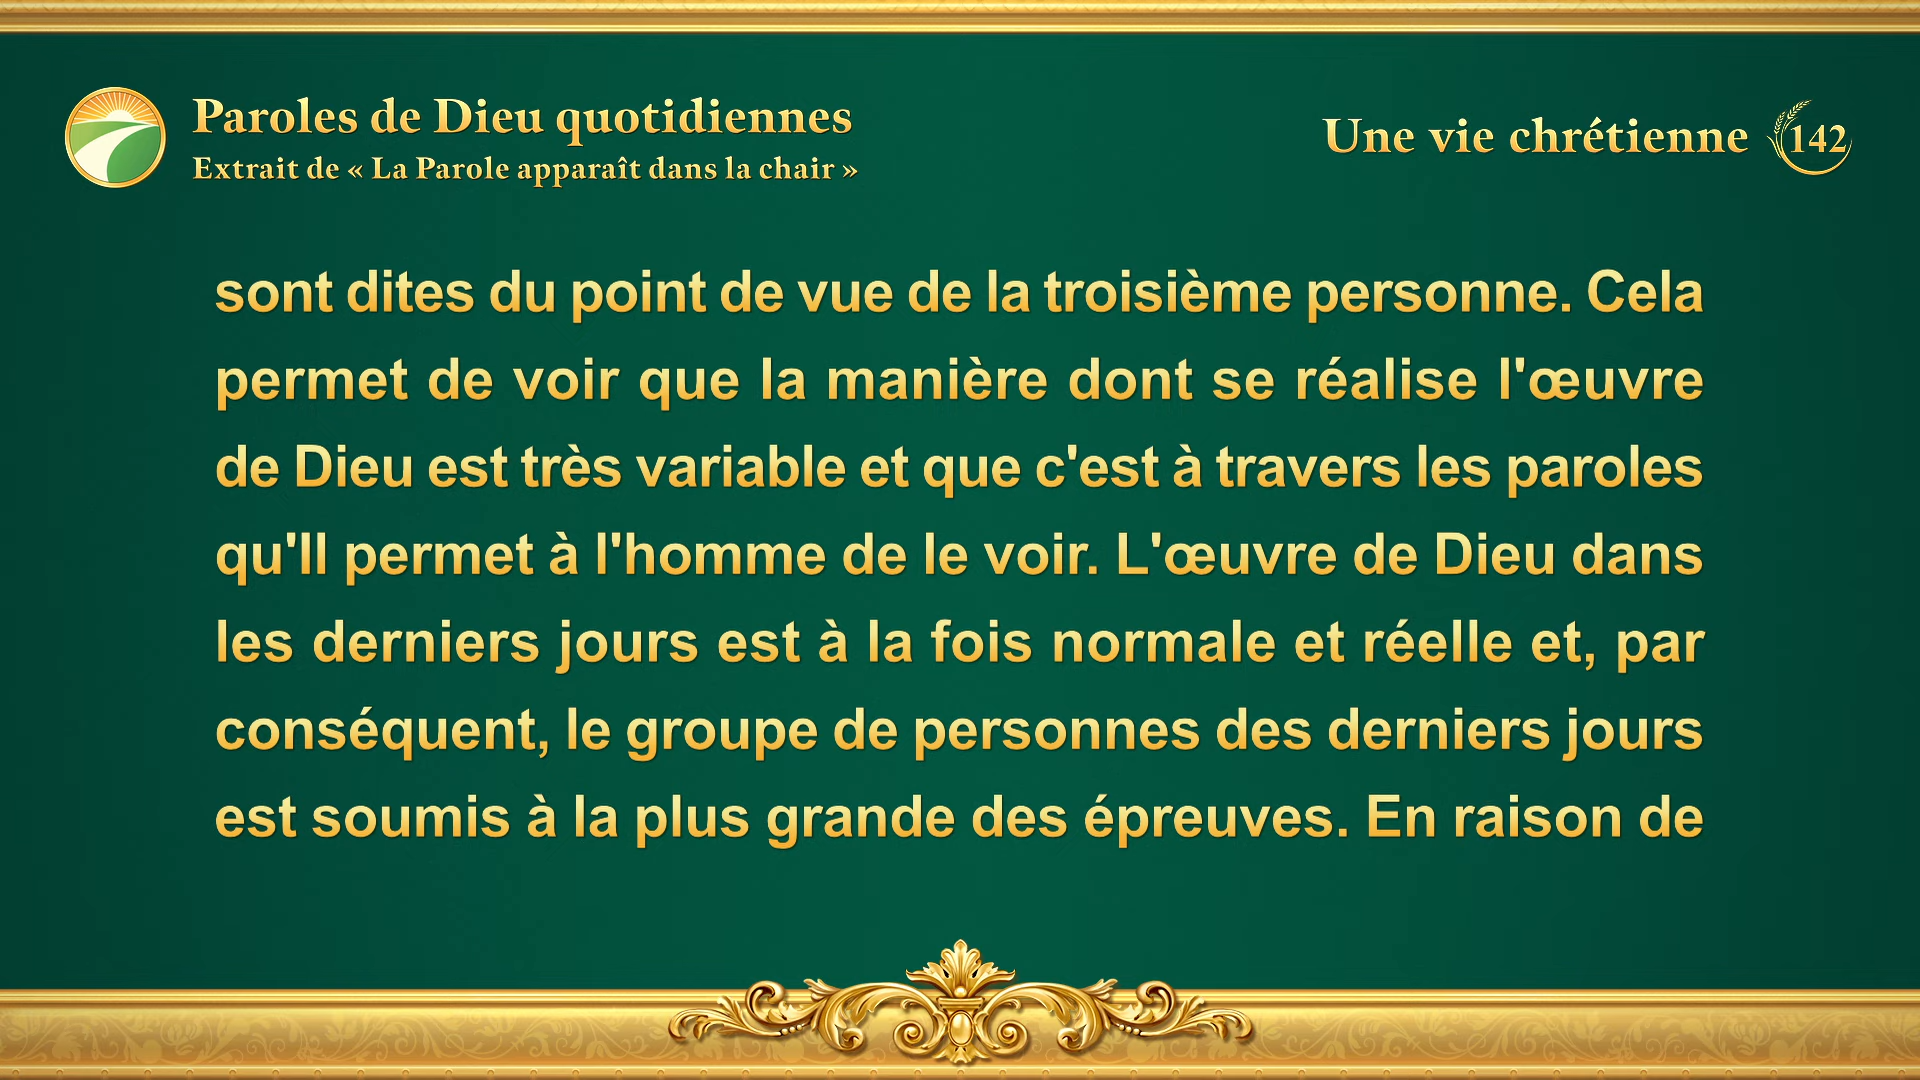 Paroles de Dieu quotidiennes
Extrait de « La Parole apparaît dans la chair »
Une vie chrétienne 142
sont dites du point de vue de la troisième personne. Cela
permet de voir que la manière dont se réalise l'œuvre
de Dieu est très variable et que c'est à travers les paroles
qu'Il permet à l'homme de le voir. L'œuvre de Dieu dans
les derniers jours est à la fois normale et réelle et, par
conséquent, le groupe de personnes des derniers jours
est soumis à la plus grande des épreuves. En raison de